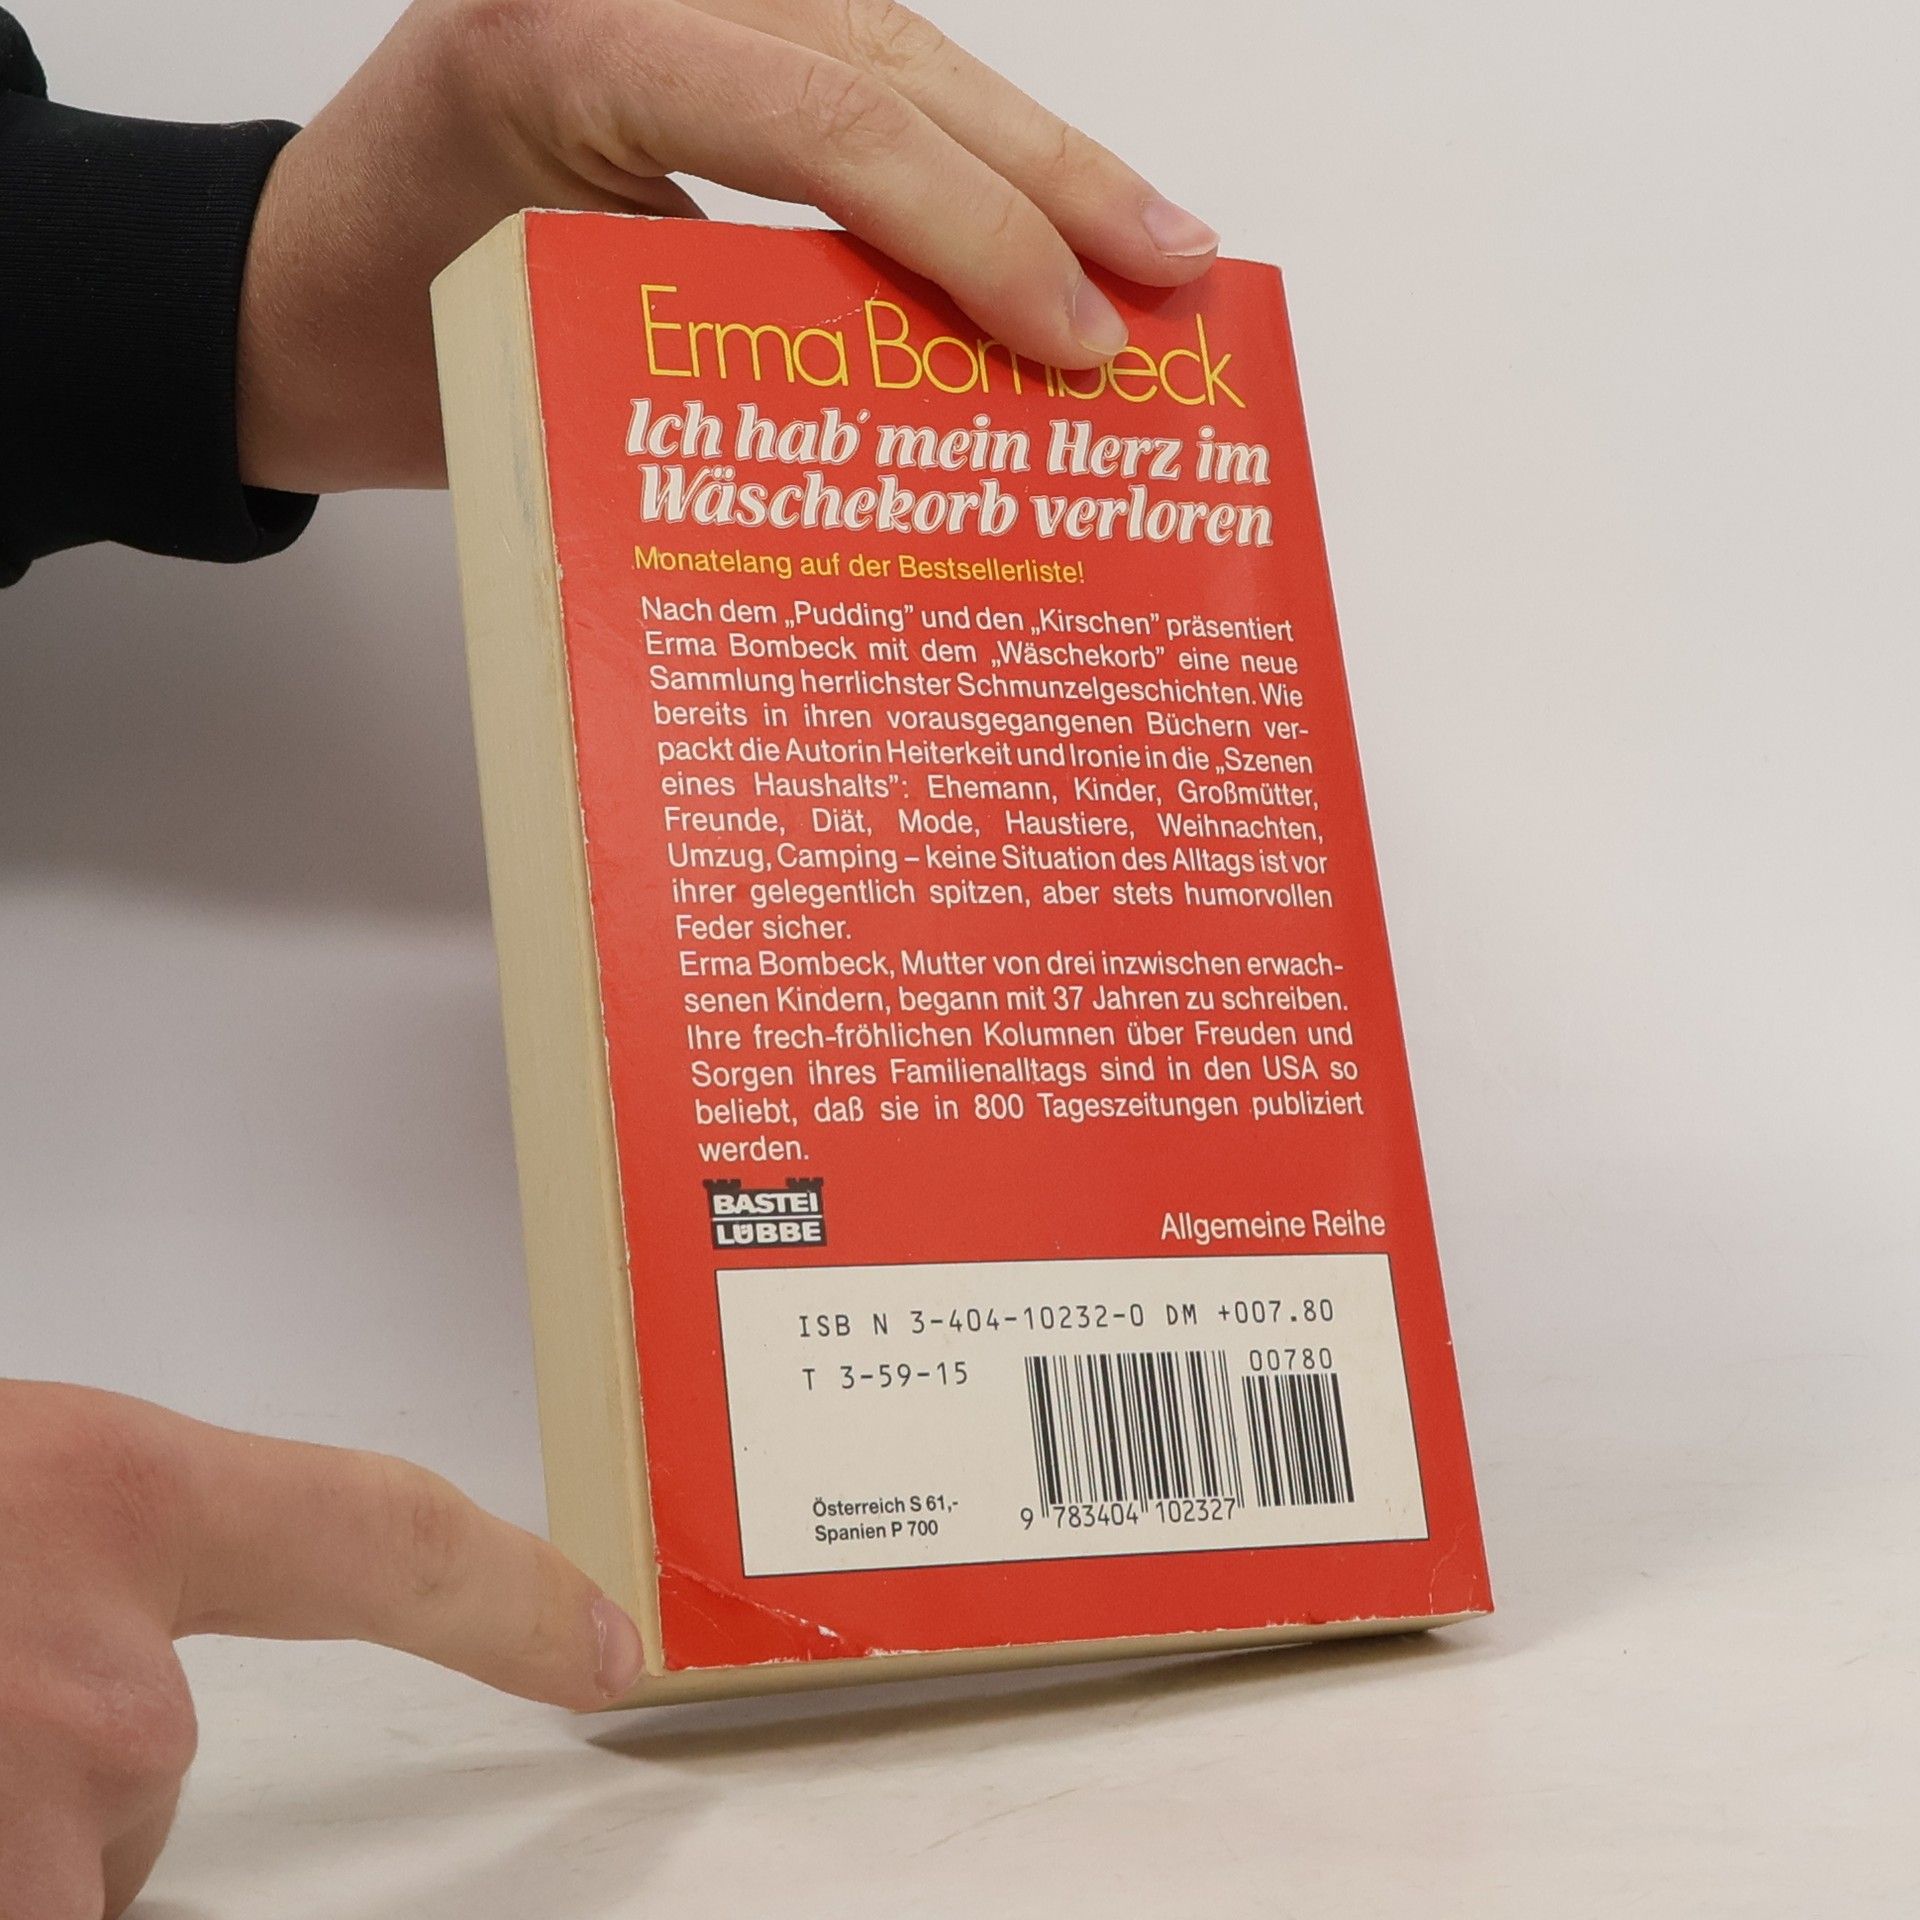 Erma Bombeck
Ich hab' mein Herz im
Wäschekorb verloren
Monatelang auf der Bestsellerliste!
Nach dem „Pudding” und den „Kirschen” präsentiert
Erma Bombeck mit dem „Wäschekorb” eine neue
Sammlung herrlichster Schmunzelgeschichten. Wie
bereits in ihren vorausgegangenen Büchern ver-
packt die Autorin Heiterkeit und Ironie in die „Szenen
eines Haushalts”: Ehemann, Kinder, Großmütter,
Freunde, Diät, Mode, Haustiere, Weihnachten,
Umzug, Camping – keine Situation des Alltags ist vor
ihrer gelegentlich spitzen, aber stets humorvollen
Feder sicher.
Erma Bombeck, Mutter von drei inzwischen erwach-
senen Kindern, begann mit 37 Jahren zu schreiben.
Ihre frech-fröhlichen Kolumnen über Freuden und
Sorgen ihres Familienalltags sind in den USA so
beliebt, daß sie in 800 Tageszeitungen publiziert
werden.
BASTEI
LÜBBE
Allgemeine Reihe
ISB N 3-404-10232-0 DM +007.80
T 3-59-15
00780
Österreich S 61,-
Spanien P 700
9 783404 102327